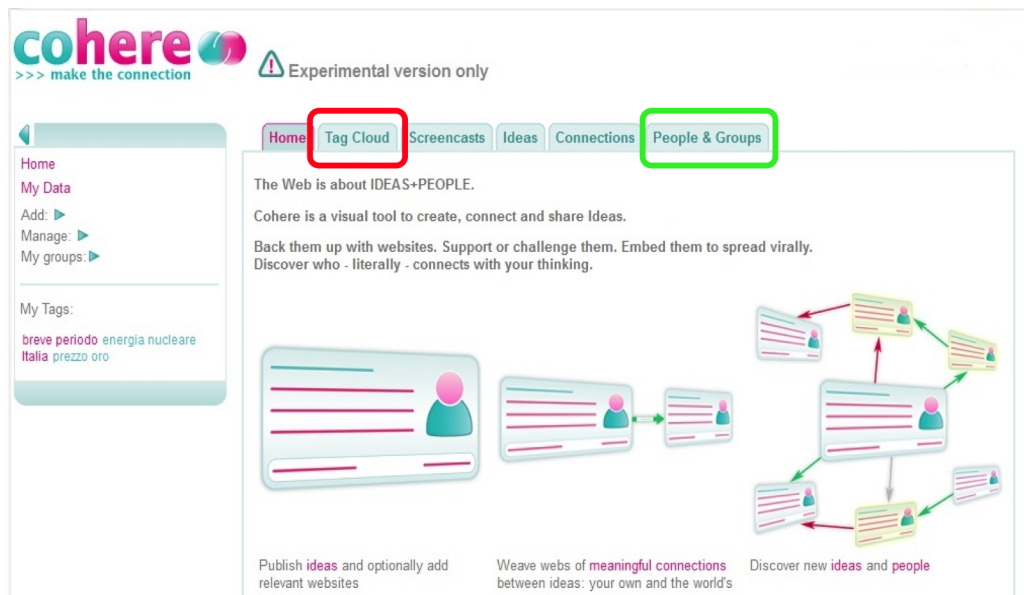 cohere
>>> make the connection
Experimental version only
Home Tag Cloud Screencasts Ideas Connections People & Groups
Home
My Data
Add:
Manage:
My groups:
My Tags:
breve periodo energia nucleare
Italia prezzo oro
The Web is about IDEAS+PEOPLE.
Cohere is a visual tool to create, connect and share Ideas.
Back them up with websites. Support or challenge them. Embed them to spread virally.
Discover who - literally - connects with your thinking.
Publish ideas and optionally add
relevant websites
Weave webs of meaningful connections
between ideas: your own and the world's
Discover new ideas and people